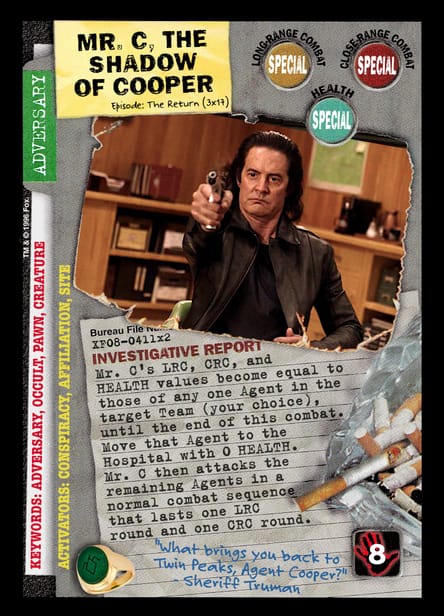 MR. C, THE
SHADOW
OF COOPER
Episode: The Return (3x17)
LONG-RANGE COMBAT
SPECIAL
CLOSE-RANGE COMBAT
SPECIAL
HEALTH
SPECIAL
ADVERSARY
TM & © 1996 Fox.
KEYWORDS: ADVERSARY, OCCULT, PAWN, CREATURE
ACTIVATORS: CONSPIRACY, AFFILIATION, SITE
Bureau File
XF08-0411x2
INVESTIGATIVE REPORT
Mr. C's LRC, CRC, and
HEALTH values become equal to
those of any one Agent in the
target Team (your choice),
until the end of this combat.
Move that Agent to the
Hospital with 0 HEALTH.
Mr. C then attacks the
remaining Agents in a
normal combat sequence
that lasts one LRC
round and one CRC round.
"What brings you back to
Twin Peaks, Agent Cooper?"
- Sheriff Truman
8